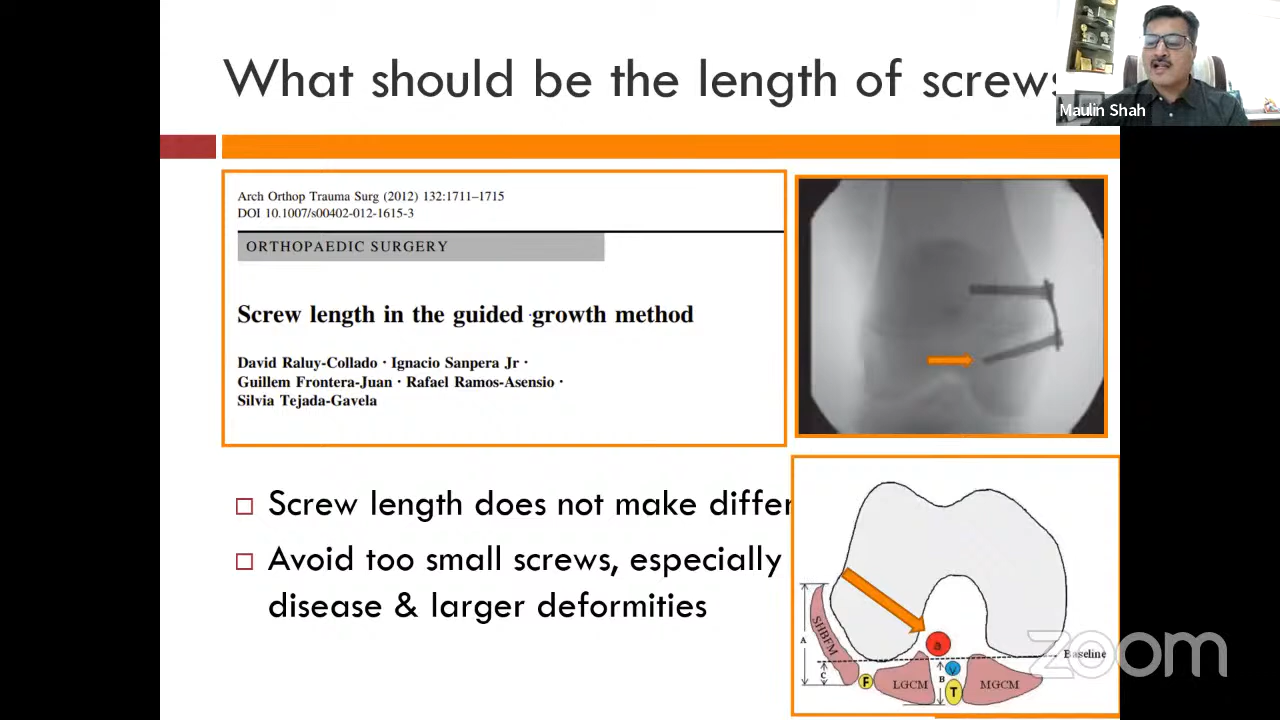 What should be the length of screws
Maulin Shah
Arch Orthop Trauma Surg (2012) 132:1711–1715
DOI 10.1007/s00402-012-1615-3
ORTHOPAEDIC SURGERY
Screw length in the guided growth method
David Raluy-Collado · Ignacio Sanpera Jr ·
Guillem Frontera-Juan · Rafael Ramos-Asensio ·
Silvia Tejada-Gavela
Screw length does not make differ
Avoid too small screws, especially
disease & larger deformities
SHBFM
A
C
F
LGCM
a
B
V
T
MGCM
Baseline
zoom